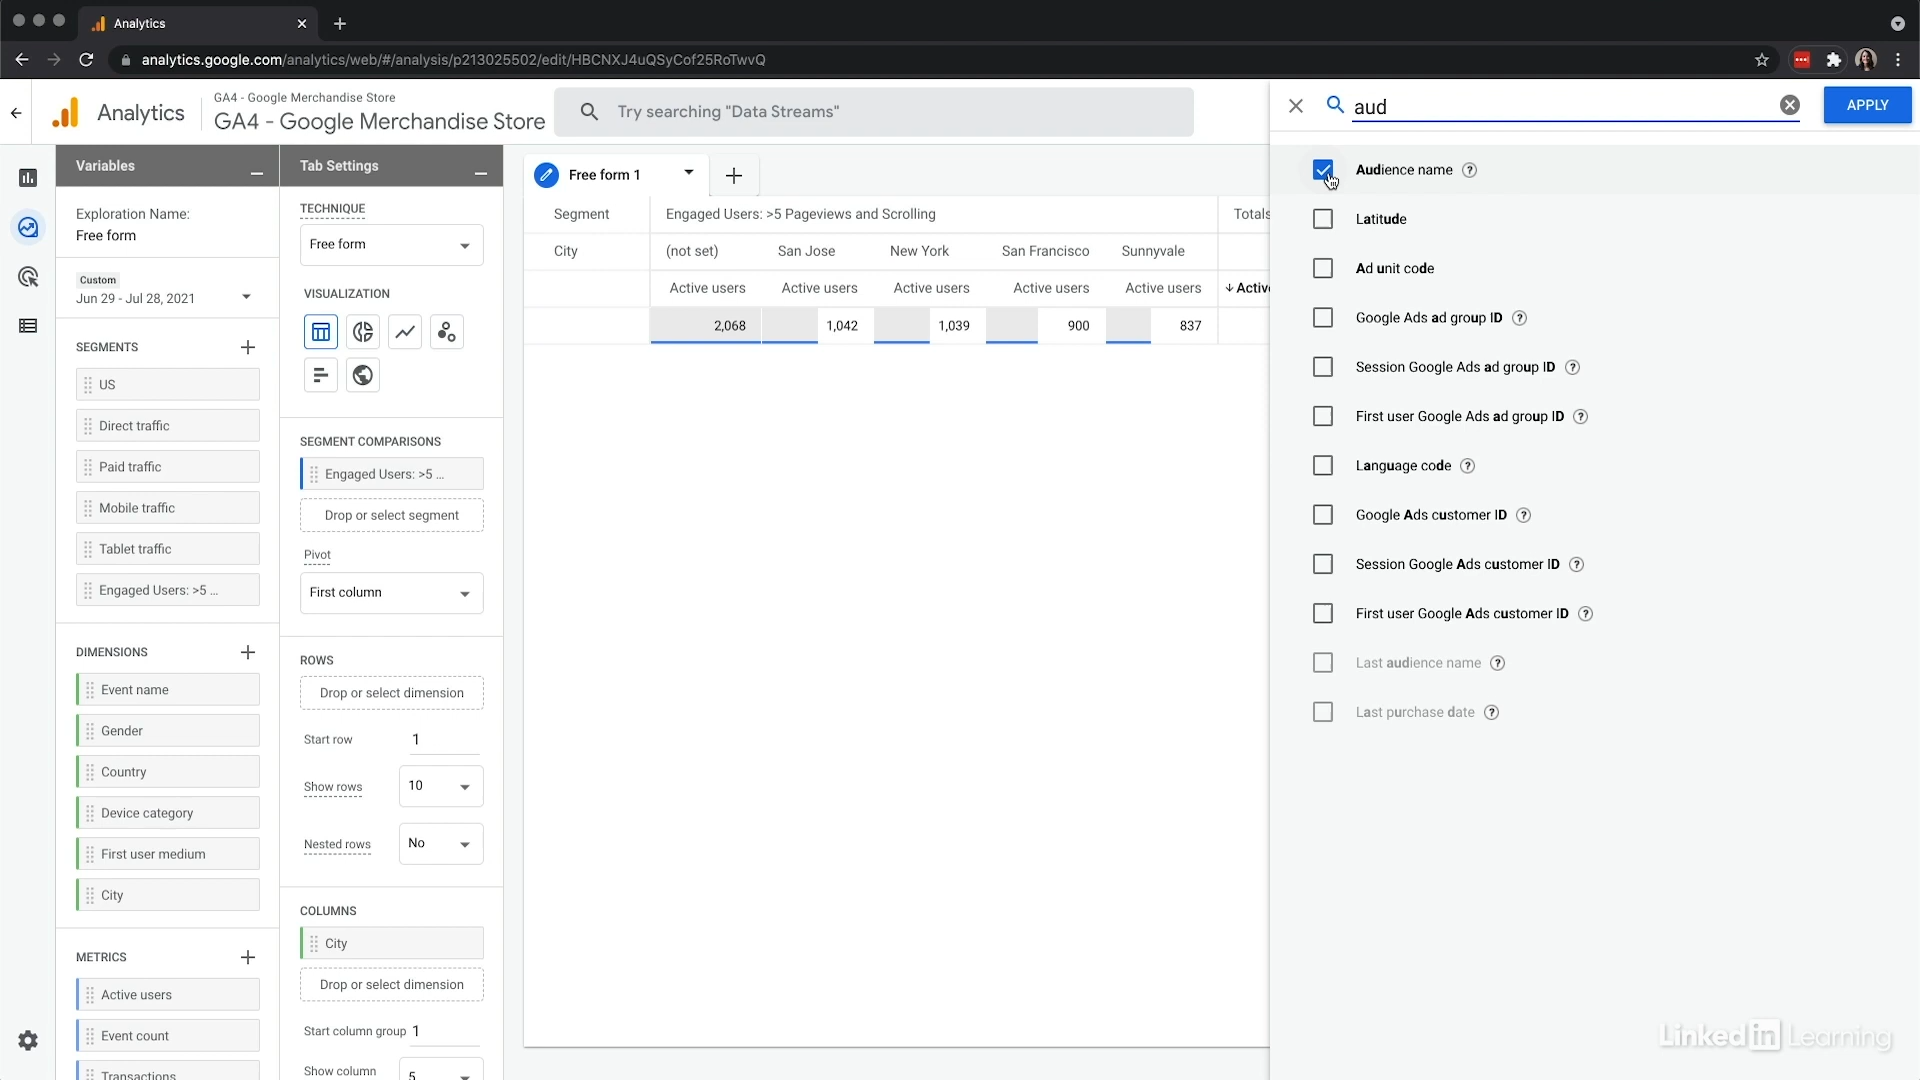 Analytics
analytics.google.com/analytics/web/#/analysis/p213025502/edit/HBCNXJ4uQSyCof25RoTwvQ
Analytics
GA4 - Google Merchandise Store
GA4 - Google Merchandise Store
Try searching "Data Streams"
aud
APPLY
Variables
Exploration Name:
Free form
Custom
Jun 29 - Jul 28, 2021
SEGMENTS
US
Direct traffic
Paid traffic
Mobile traffic
Tablet traffic
Engaged Users: >5 ...
DIMENSIONS
Event name
Gender
Country
Device category
First user medium
City
METRICS
Active users
Event count
Transactions
Tab Settings
TECHNIQUE
Free form
VISUALIZATION
SEGMENT COMPARISONS
Engaged Users: >5 ...
Drop or select segment
Pivot
First column
ROWS
Drop or select dimension
Start row 1
Show rows 10
Nested rows No
COLUMNS
City
Drop or select dimension
Start column group 1
Show column 5
Free form 1
Segment Engaged Users: >5 Pageviews and Scrolling Totals
City (not set) San Jose New York San Francisco Sunnyvale
Active users Active users Active users Active users Active users ↓Activ
2,068 1,042 1,039 900 837
Audience name
Latitude
Ad unit code
Google Ads ad group ID
Session Google Ads ad group ID
First user Google Ads ad group ID
Language code
Google Ads customer ID
Session Google Ads customer ID
First user Google Ads customer ID
Last audience name
Last purchase date
LinkedIn Learning